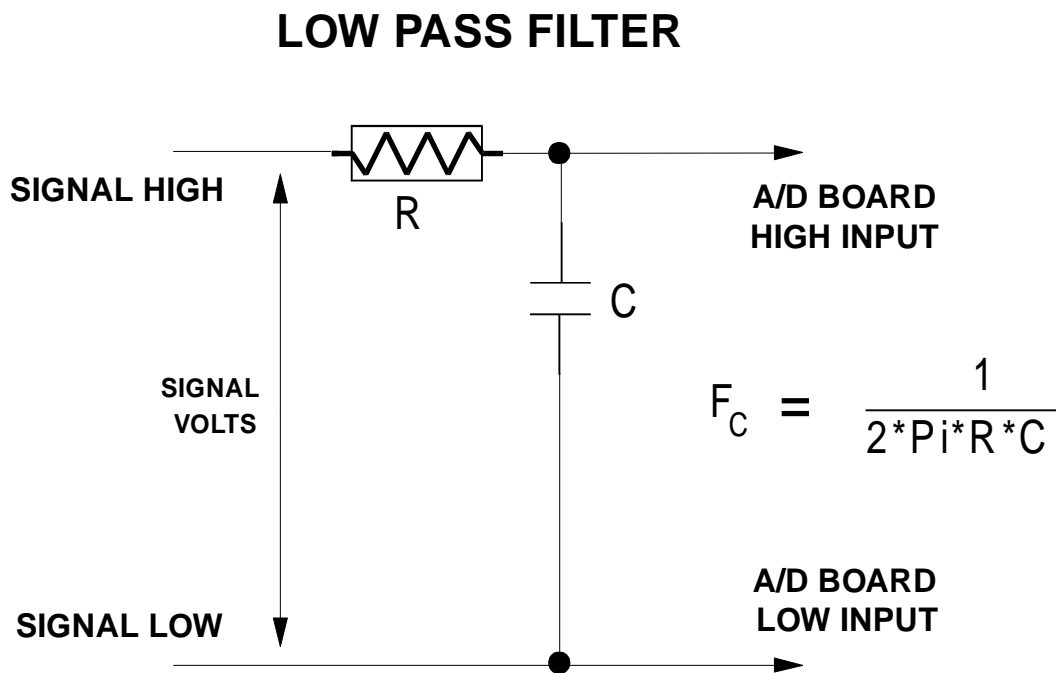 LOW PASS FILTER
SIGNAL HIGH
R
A/D BOARD
HIGH INPUT
C
SIGNAL
VOLTS
F_C = 1
2*Pi*R*C
A/D BOARD
LOW INPUT
SIGNAL LOW